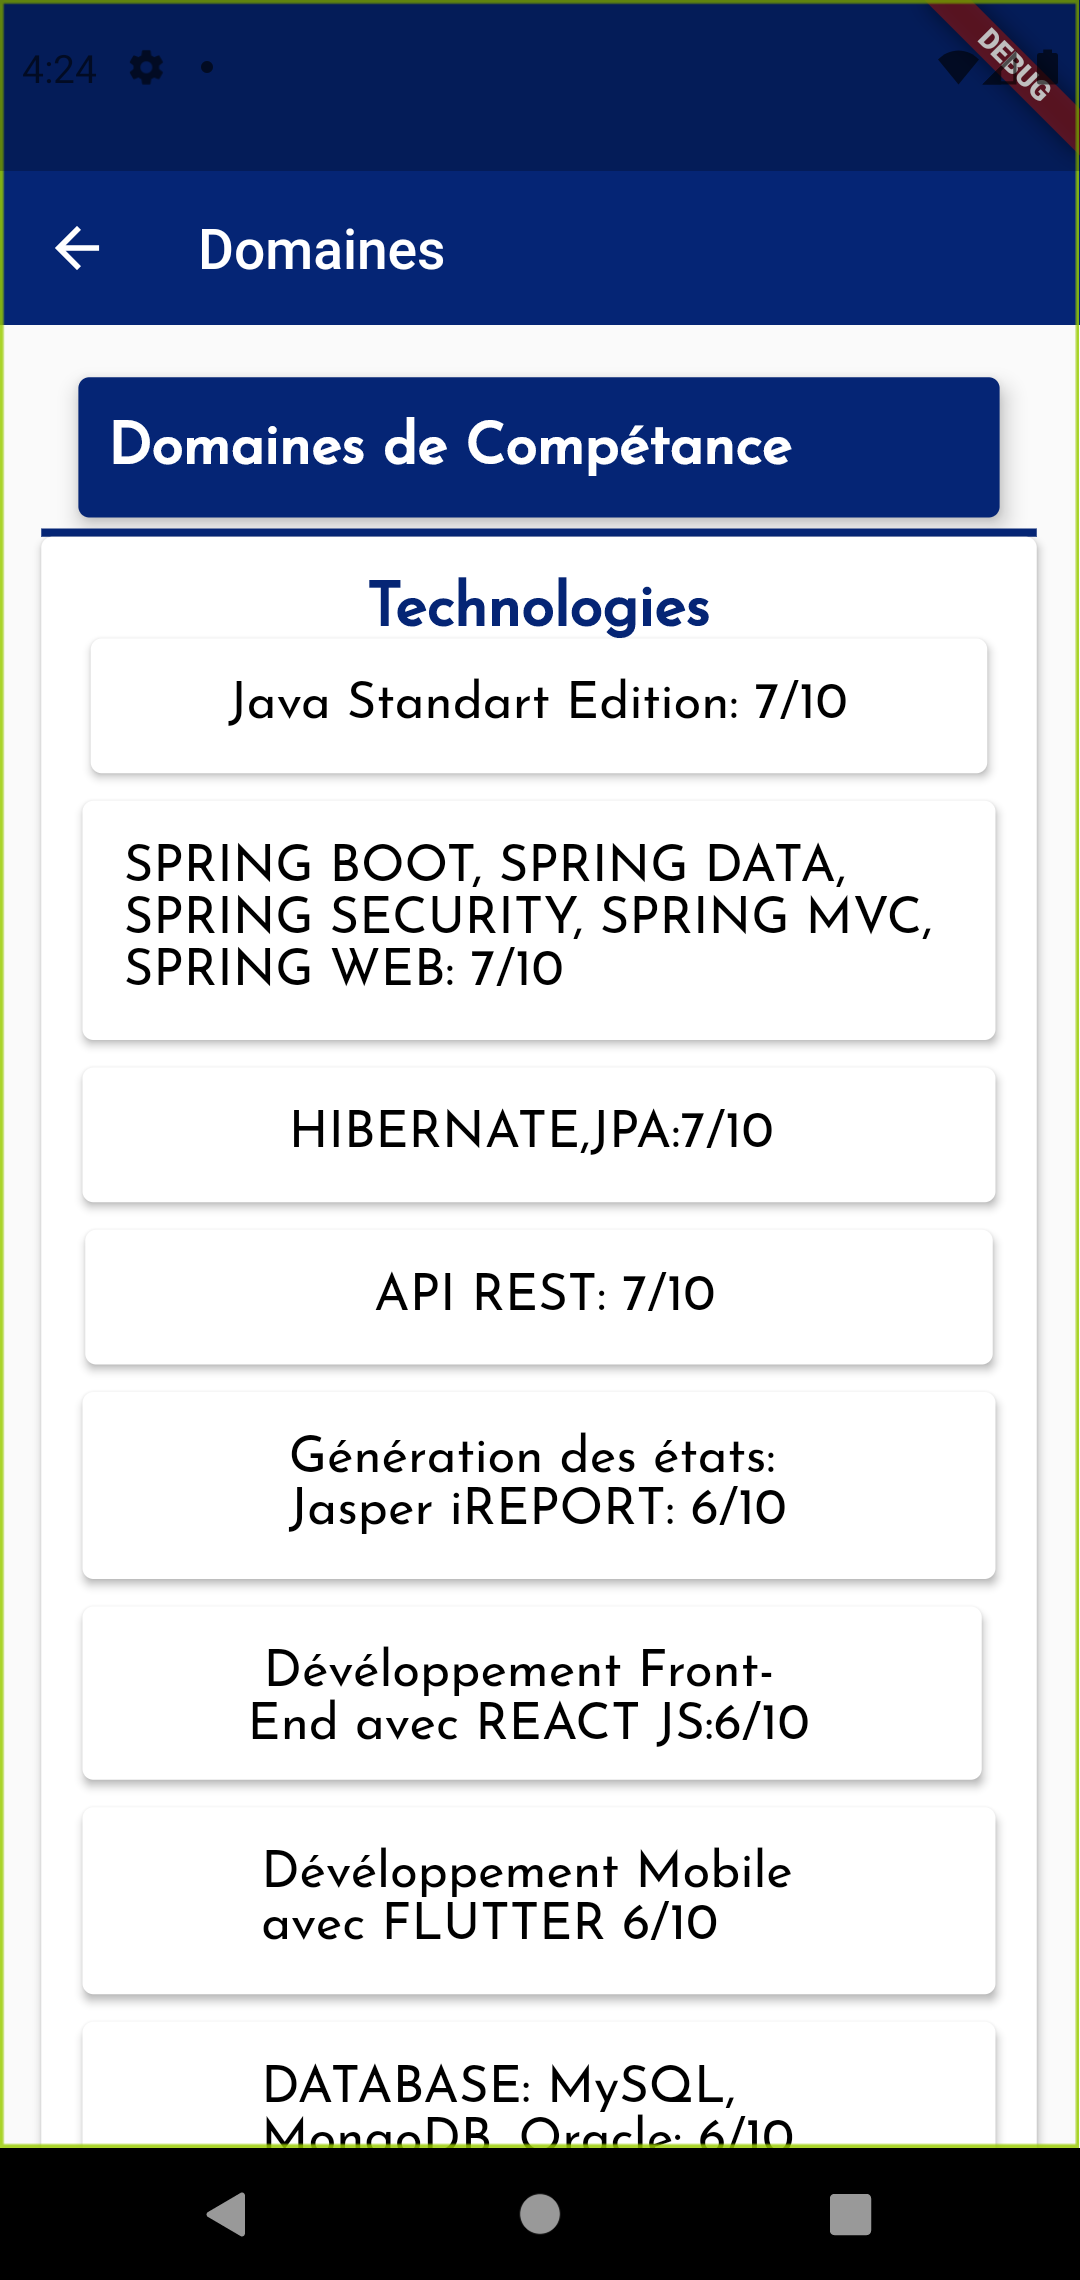 4:24
DEBUG
Domaines
Domaines de Compétance
Technologies
Java Standart Edition: 7/10
SPRING BOOT, SPRING DATA,
SPRING SECURITY, SPRING MVC,
SPRING WEB: 7/10
HIBERNATE,JPA:7/10
API REST: 7/10
Génération des états:
Jasper iREPORT: 6/10
Dévéloppement Front-
End avec REACT JS:6/10
Dévéloppement Mobile
avec FLUTTER 6/10
DATABASE: MySQL,
MongoDB, Oracle: 6/10